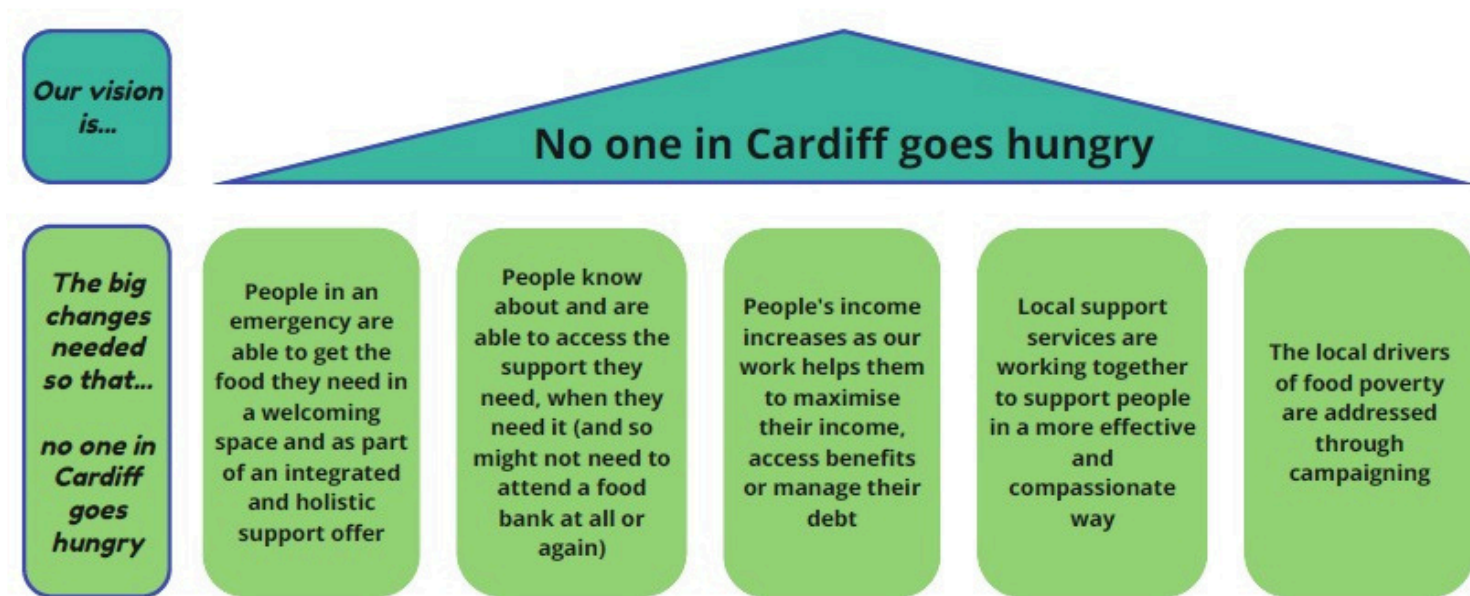 Our vision
is...
No one in Cardiff goes hungry
The big
changes
needed
so that...
no one in
Cardiff
goes
hungry
People in an
emergency are
able to get the
food they need in
a welcoming
space and as part
of an integrated
and holistic
support offer
People know
about and are
able to access the
support they
need, when they
need it (and so
might not need to
attend a food
bank at all or
again)
People's income
increases as our
work helps them
to maximise
their income,
access benefits
or manage their
debt
Local support
services are
working together
to support people
in a more effective
and
compassionate
way
The local drivers
of food poverty
are addressed
through
campaigning